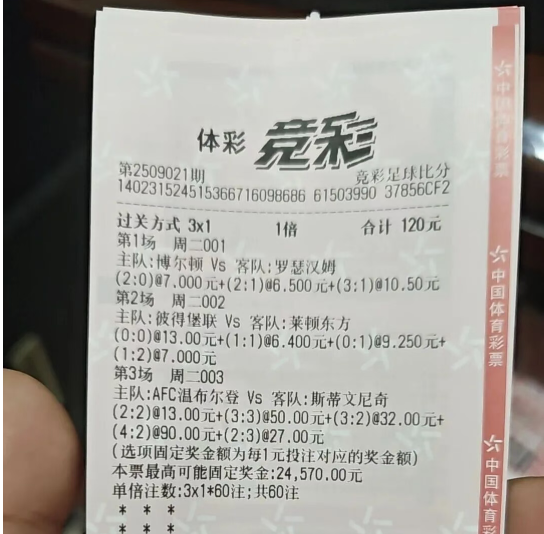 体彩 竞彩
第2509021期 竞彩足球比分
140231524515366716098686 61503990 37856CF2
过关方式 3x1 1倍 合计 120元
第1场 周二001
主队:博尔顿 Vs 客队:罗瑟汉姆
(2:0)@7.000元+(2:1)@6.500元+(3:1)@10.50元
第2场 周二002
主队:彼得堡联 Vs 客队:莱顿东方
(0:0)@13.00元+(1:1)@6.400元+(0:1)@9.250元+
(1:2)@7.000元
第3场 周二003
主队:AFC温布尔登 Vs 客队:斯蒂文尼奇
(2:2)@13.00元+(3:3)@50.00元+(3:2)@32.00元+
(4:2)@90.00元+(2:3)@27.00元
(选项固定奖金额为每1元投注对应的奖金额)
本票最高可能固定奖金:24,570.00元
单倍注数:3x1*60注;共60注
* * *
* * *
中国体育彩票
中国体育彩票
中国体育彩